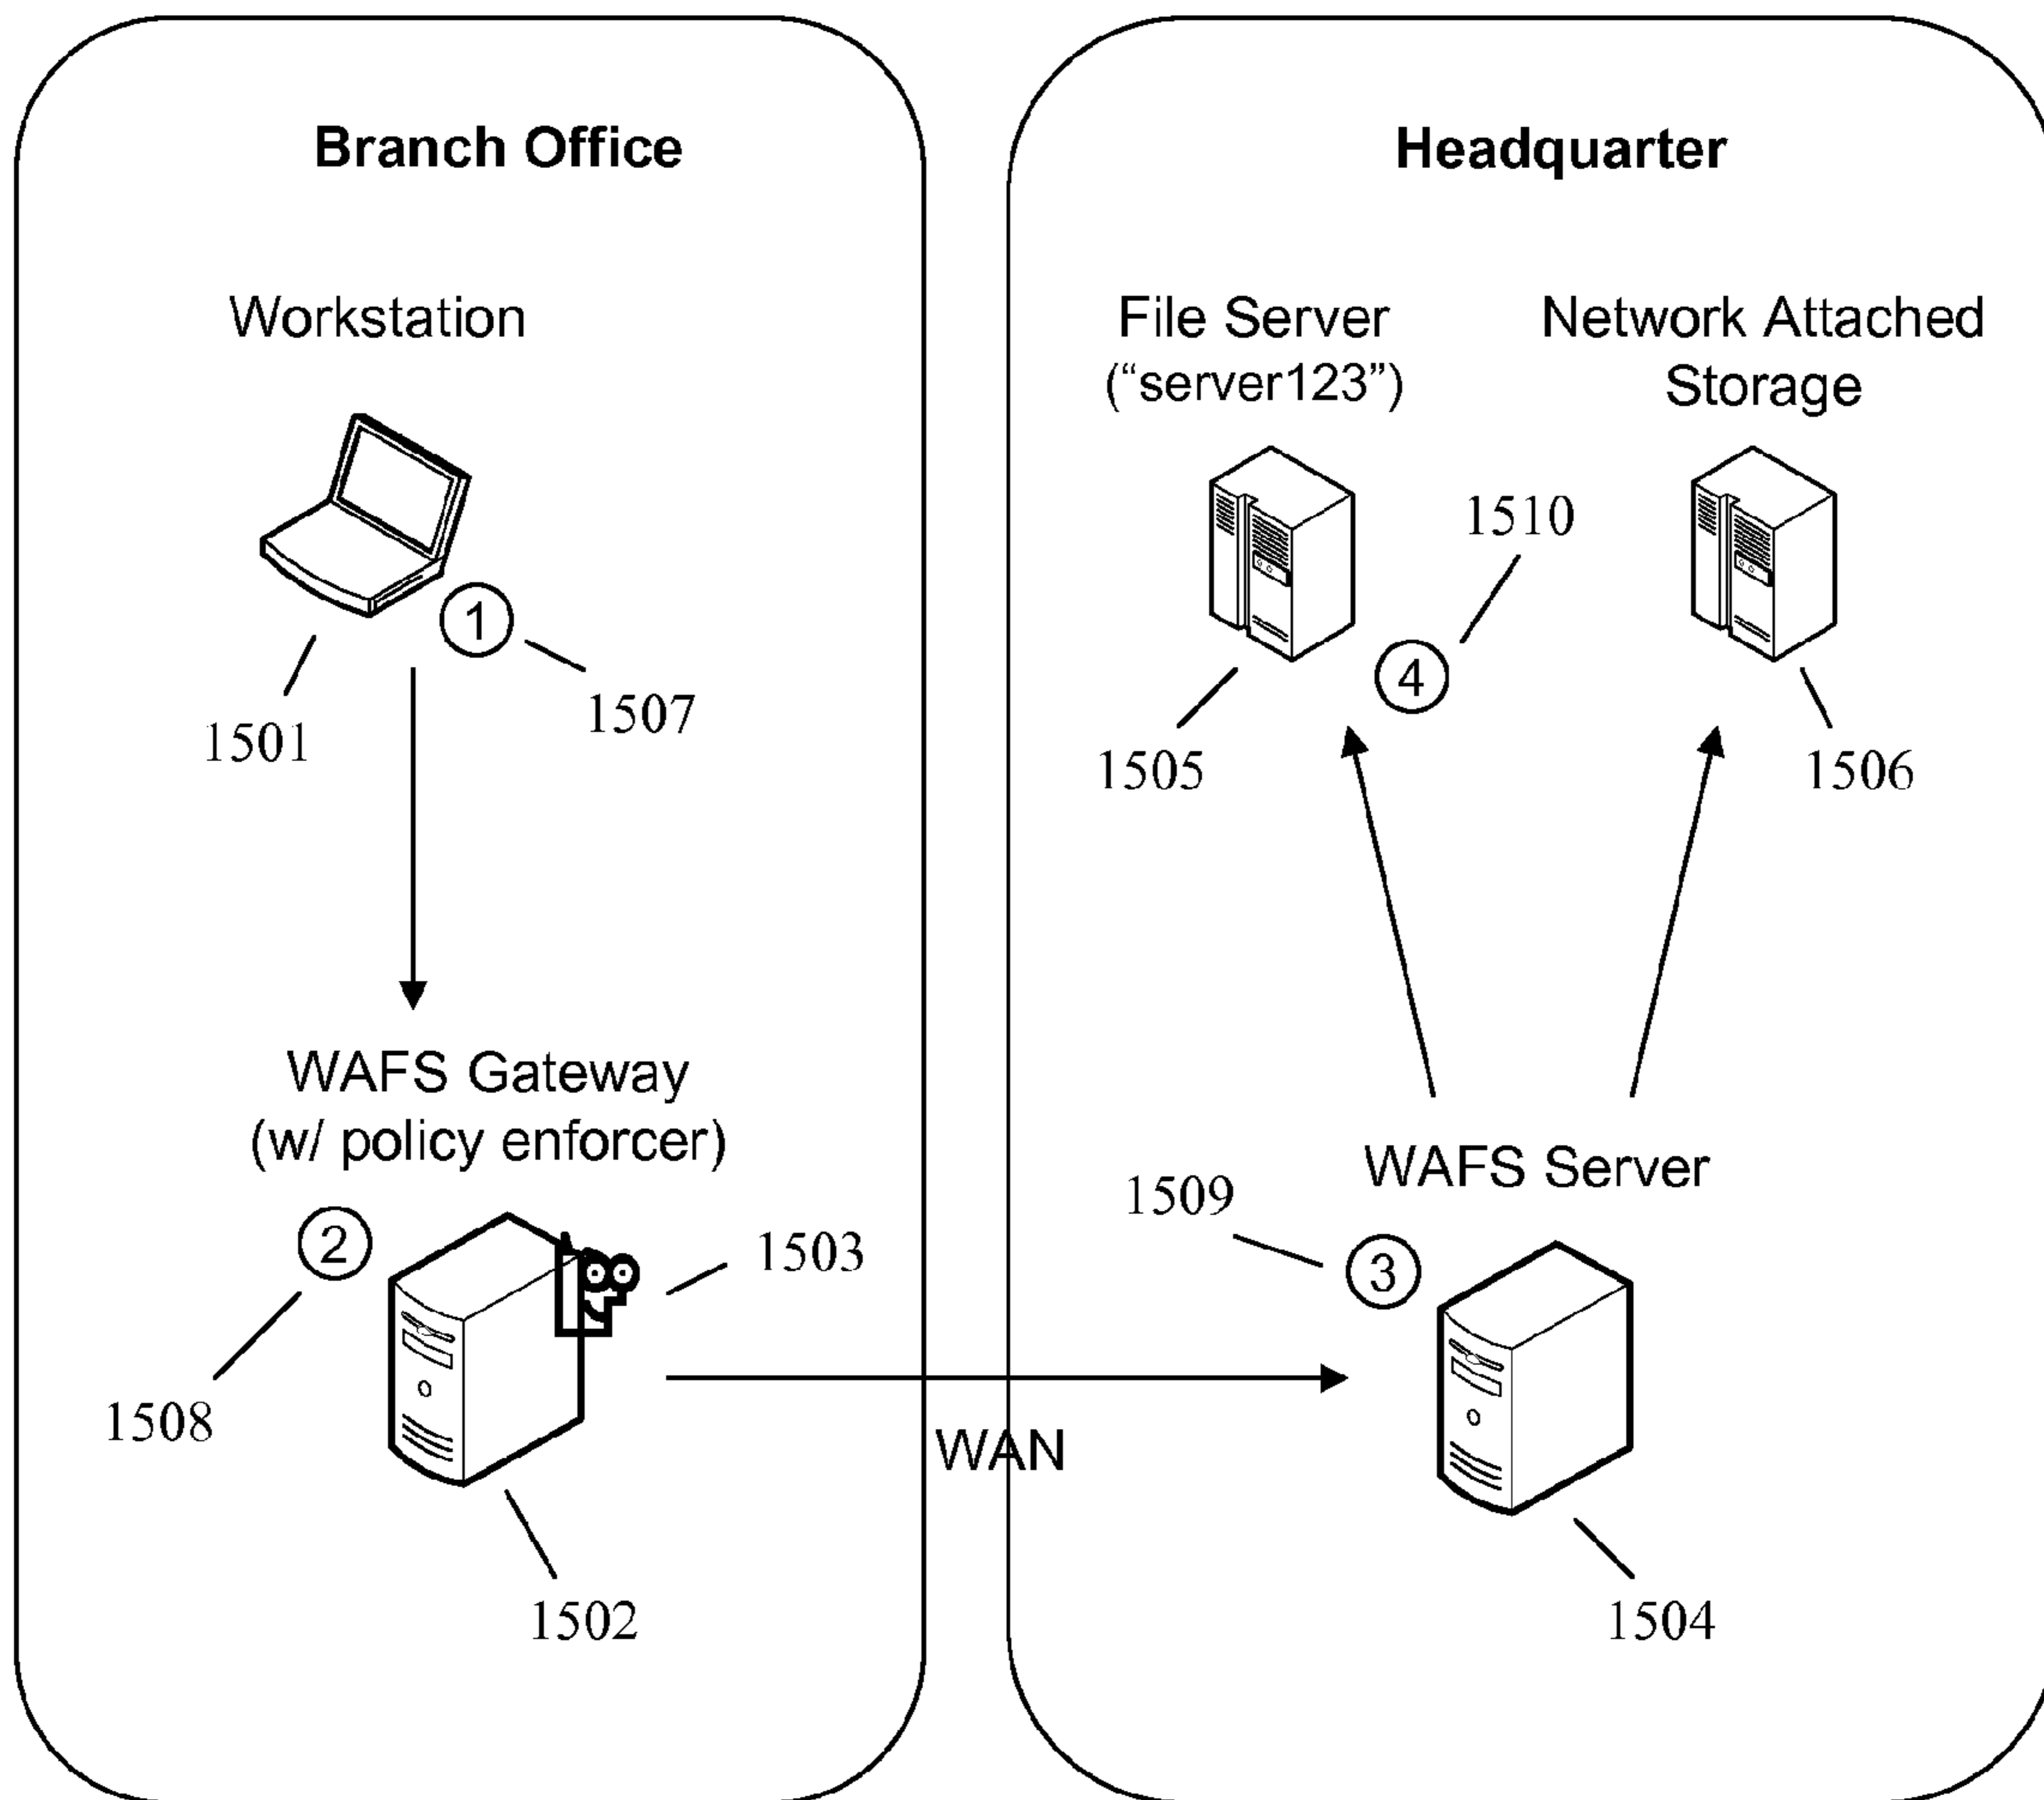 Branch Office
Workstation
1
1501
1507
WAFS Gateway
(w/ policy enforcer)
2
1503
1508
1502
WAN
Headquarter
File Server
(“server123”)
Network Attached
Storage
1510
4
1505
1506
WAFS Server
1509
3
1504